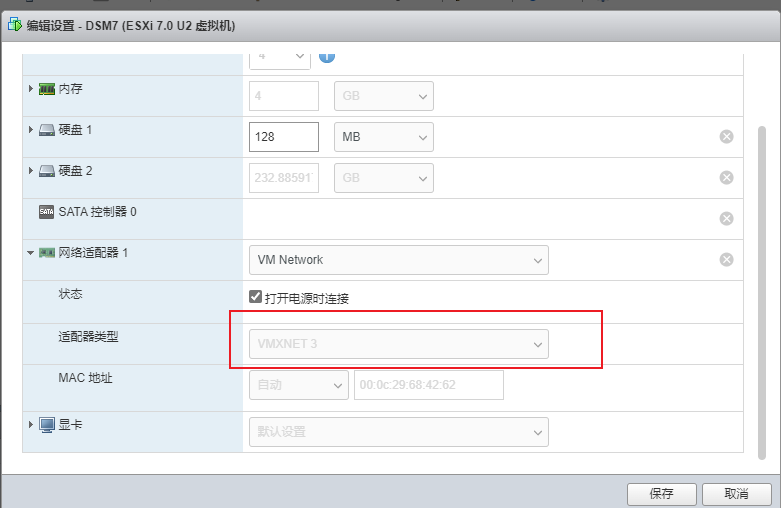 编辑设置 - DSM7 (ESXi 7.0 U2 虚拟机)
4
内存 4 GB
硬盘 1 128 MB
硬盘 2 232.88591 GB
SATA 控制器 0
网络适配器 1 VM Network
状态 打开电源时连接
适配器类型 VMXNET 3
MAC 地址 自动 00:0c:29:68:42:62
显卡 默认设置
保存 取消